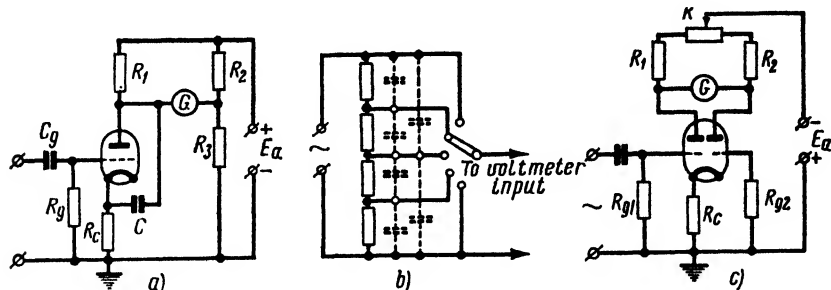 R1
R2
G
Cg
R3
+
Ea
-
Rg
Rc
C
a)
~
To voltmeter
input
b)
K
R1
R2
G
-
Ea
+
~
Rg1
Rc
Rg2
c)